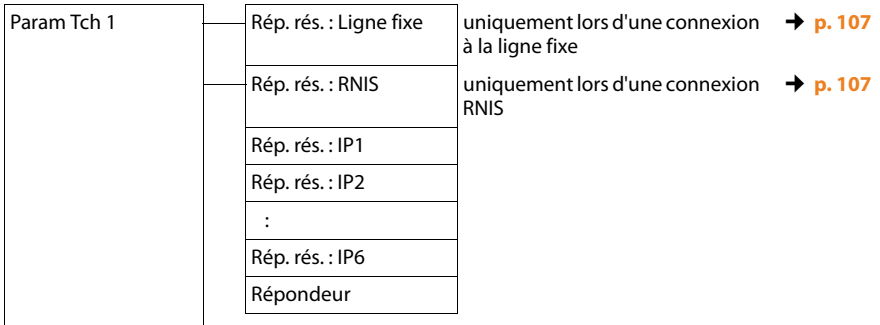 Param Tch 1
Rép. rés. : Ligne fixe
uniquement lors d'une connexion
à la ligne fixe
➔ p. 107
Rép. rés. : RNIS
uniquement lors d'une connexion
RNIS
➔ p. 107
Rép. rés. : IP1
Rép. rés. : IP2
:
Rép. rés. : IP6
Répondeur